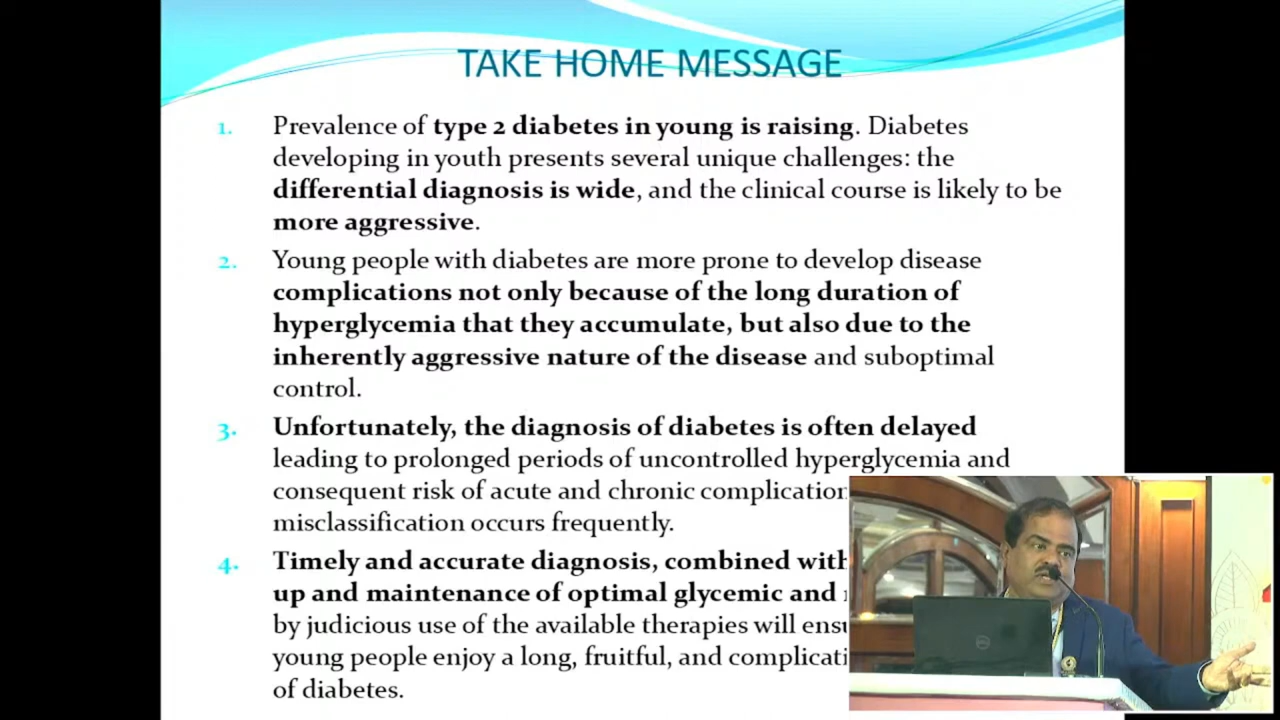 TAKE HOME MESSAGE
1. Prevalence of type 2 diabetes in young is raising. Diabetes
developing in youth presents several unique challenges: the
differential diagnosis is wide, and the clinical course is likely to be
more aggressive.
2. Young people with diabetes are more prone to develop disease
complications not only because of the long duration of
hyperglycemia that they accumulate, but also due to the
inherently aggressive nature of the disease and suboptimal
control.
3. Unfortunately, the diagnosis of diabetes is often delayed
leading to prolonged periods of uncontrolled hyperglycemia and
consequent risk of acute and chronic complication
misclassification occurs frequently.
4. Timely and accurate diagnosis, combined with
up and maintenance of optimal glycemic and
by judicious use of the available therapies will ensu
young people enjoy a long, fruitful, and complicati
of diabetes.
DELL